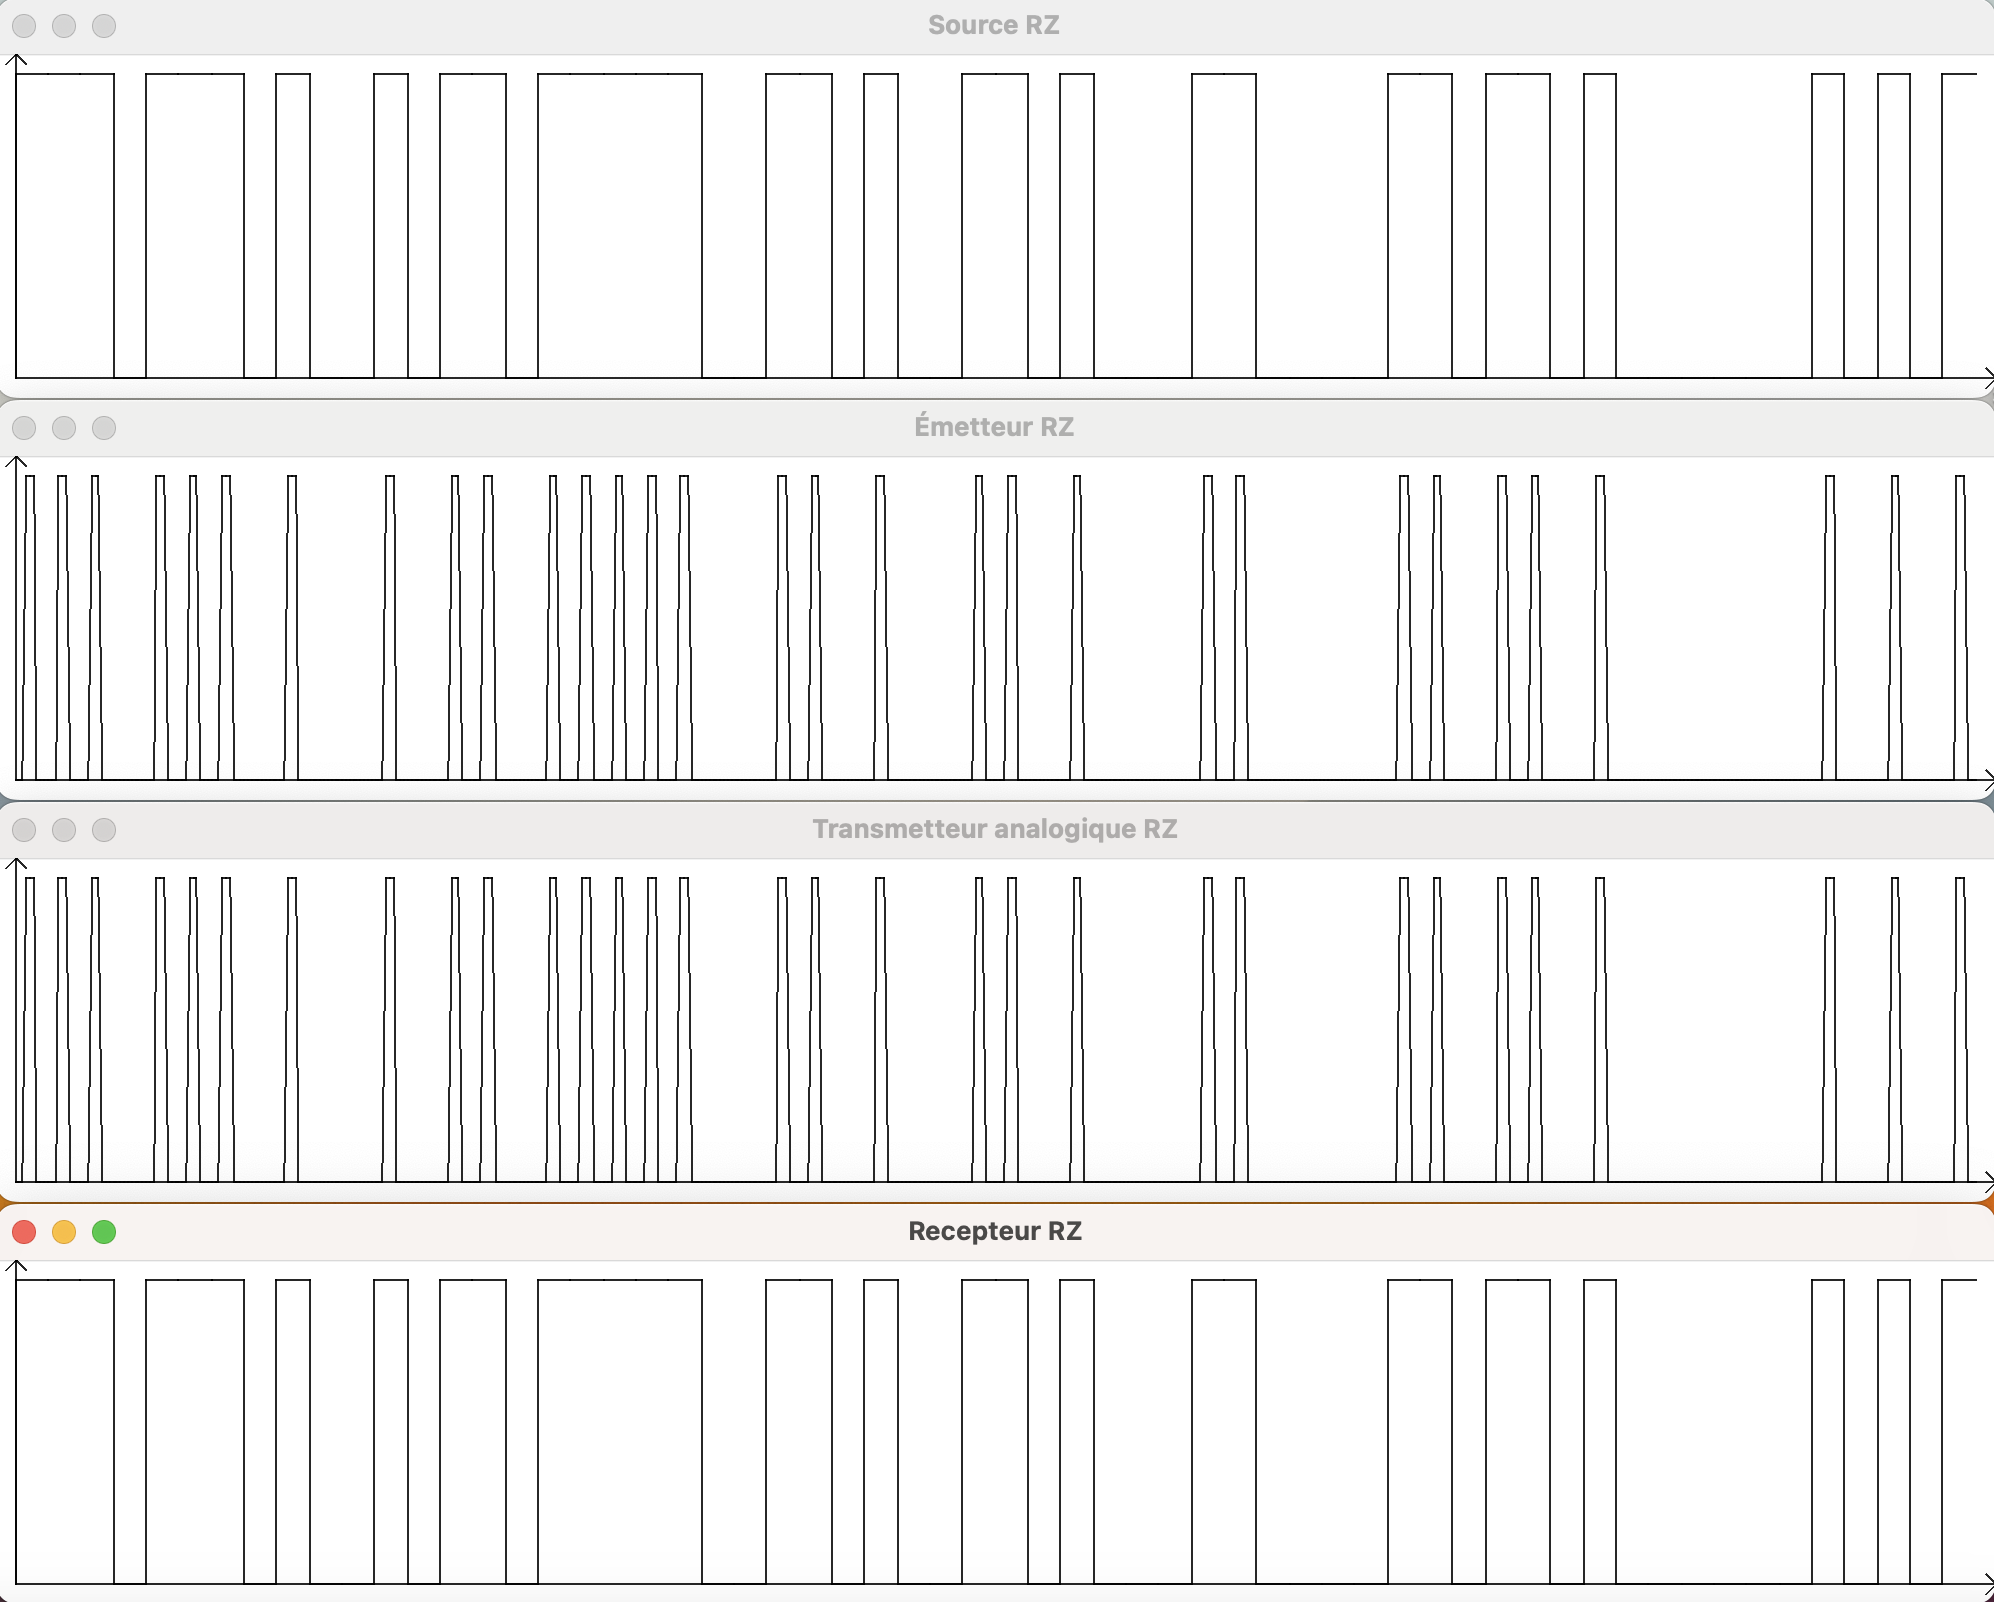 Source RZ
Émetteur RZ
Transmetteur analogique RZ
Recepteur RZ